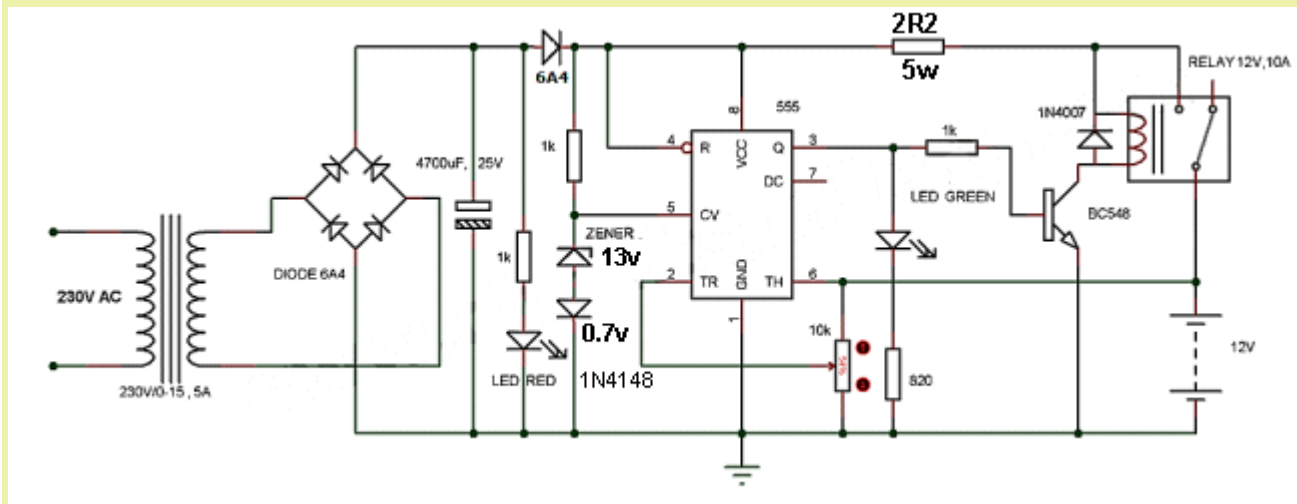 2R2
5w
RELAY 12V, 10A
6A4
8
555
1N4007
4700uF, 25V
1k
4
R
VCC
Q
3
1k
DC
7
5
CV
LED GREEN
BC548
ZENER
13v
1k
DIODE 6A4
2
TR
GND
TH
6
230V AC
0.7v
1
10k
50%
12V
LED RED
1N4148
820
230V/0-15, 5A